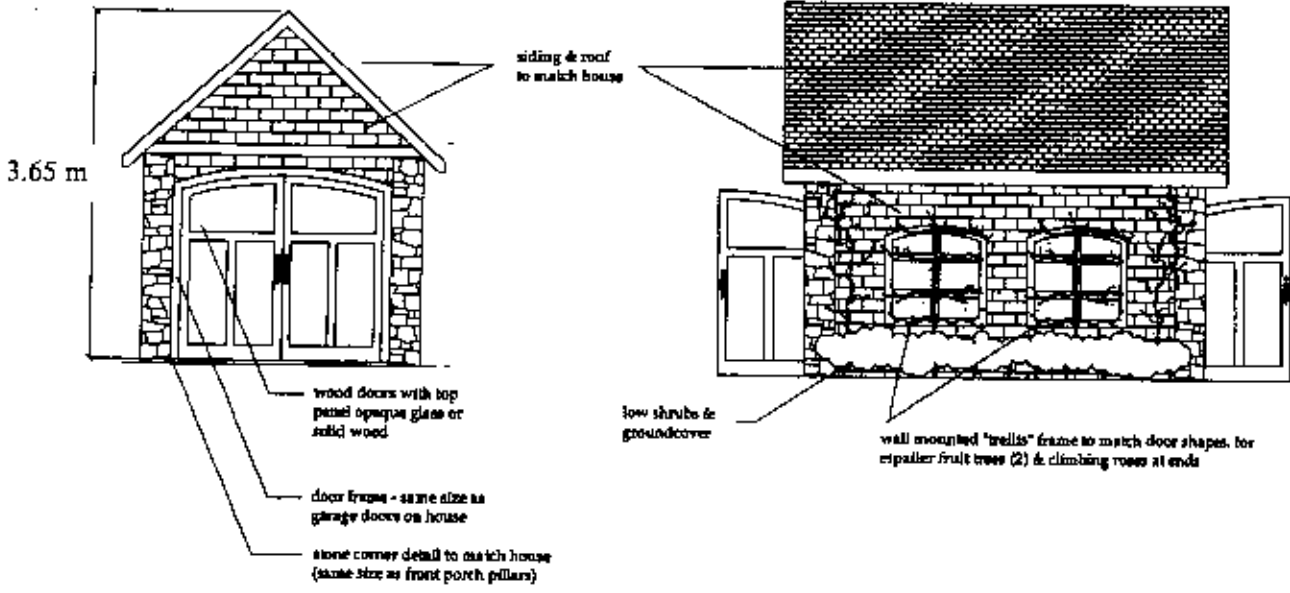 siding & roof
to match house
3.65 m
wood doors with top
panel opaque glass or
solid wood
door frame - same size as
garage doors on house
stone corner detail to match house
(same size as front porch pillars)
low shrubs &
groundcover
wall mounted "trellis" frame to match door shapes, for
espalier fruit trees (2) & climbing roses at ends